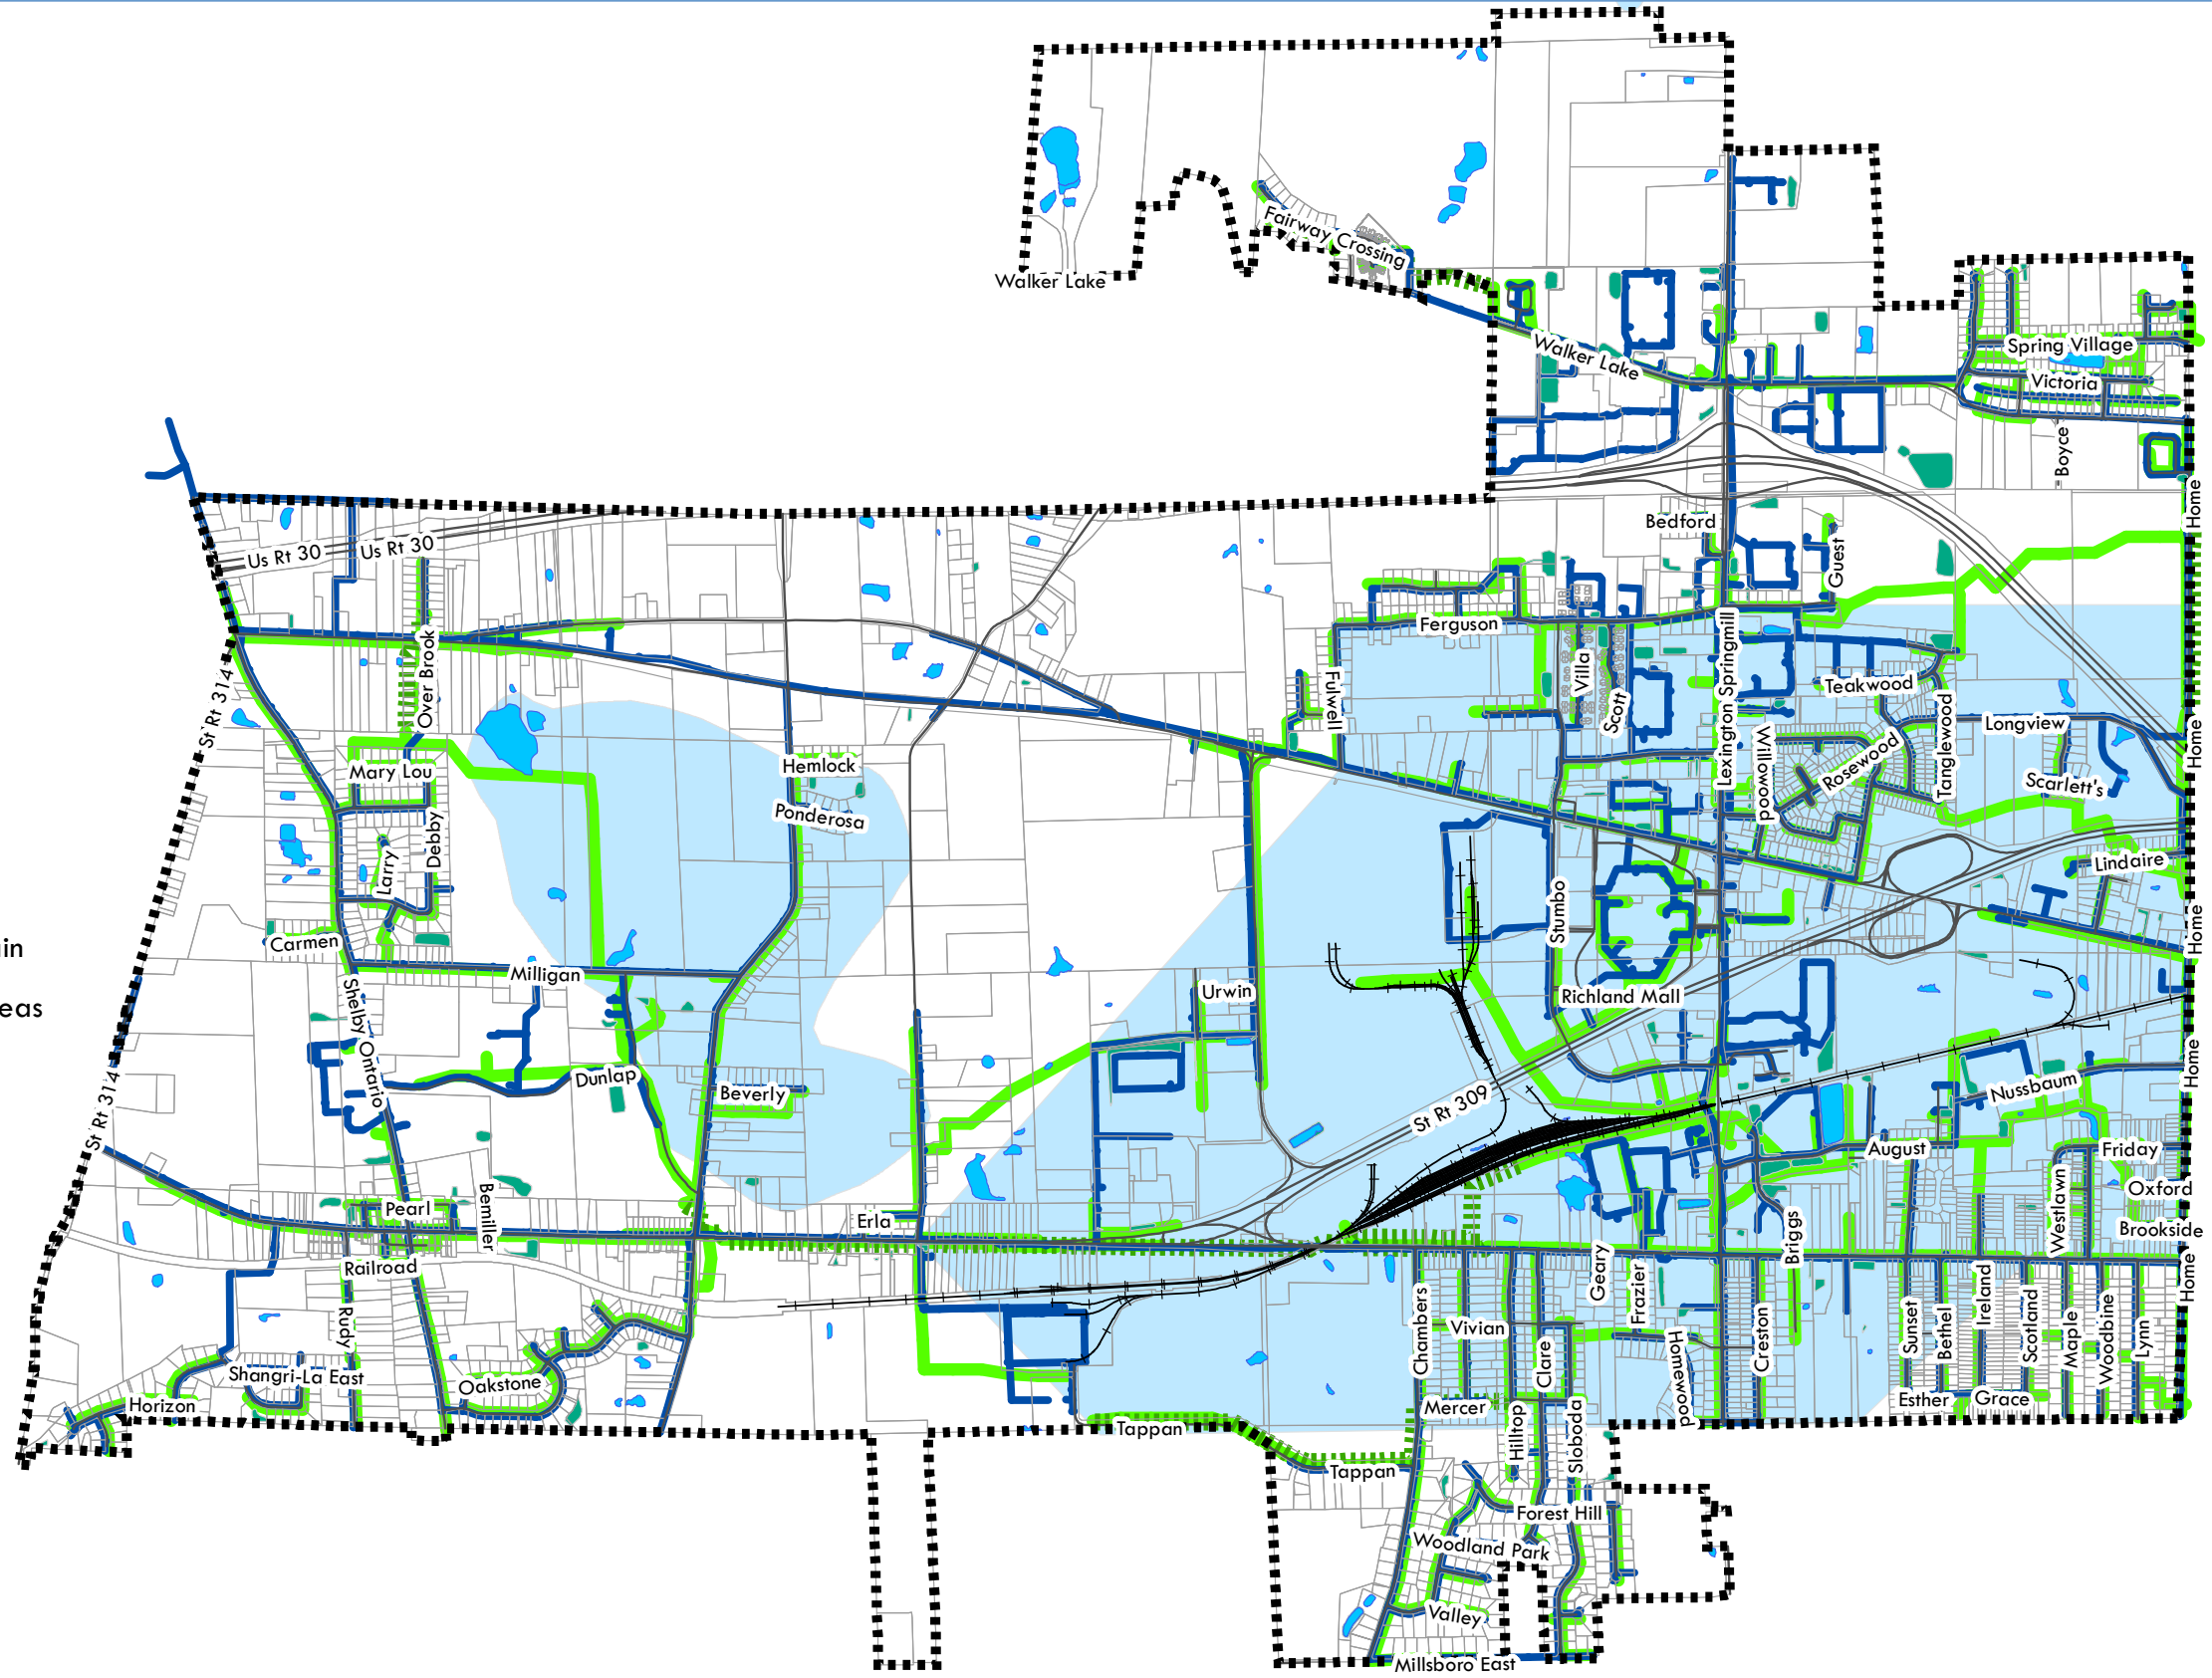 Fairway Crossing
Walker Lake
Walker Lake
Spring Village
Victoria
Boyce
Home
Bedford
Us Rt 30
Us Rt 30
Guest
Ferguson
Over Brook
St Rt 314
Fulwell
Villa
Scott
Lexington Springmill
Teakwood
Tanglewood
Longview
Home
Willowood
Rosewood
Scarlett's
Hemlock
Mary Lou
Ponderosa
Debby
Larry
Lindaire
Stumbo
Home
Carmen
in
Milligan
Urwin
Richland Mall
eas
Shelby Ontario
Dunlap
Beverly
St Rt 309
Nussbaum
Home
St Rt 314
August
Friday
Westlawn
Oxford
Pearl
Bemiller
Erla
Briggs
Brookside
Railroad
Geary
Frazier
Home
Rudy
Chambers
Vivian
Clare
Homewood
Creston
Sunset
Bethel
Ireland
Scotland
Maple
Woodbine
Lynn
Shangri-La East
Oakstone
Horizon
Mercer
Esther
Grace
Tappan
Hilltop
Sloboda
Tappan
Forest Hill
Woodland Park
Valley
Millsboro East